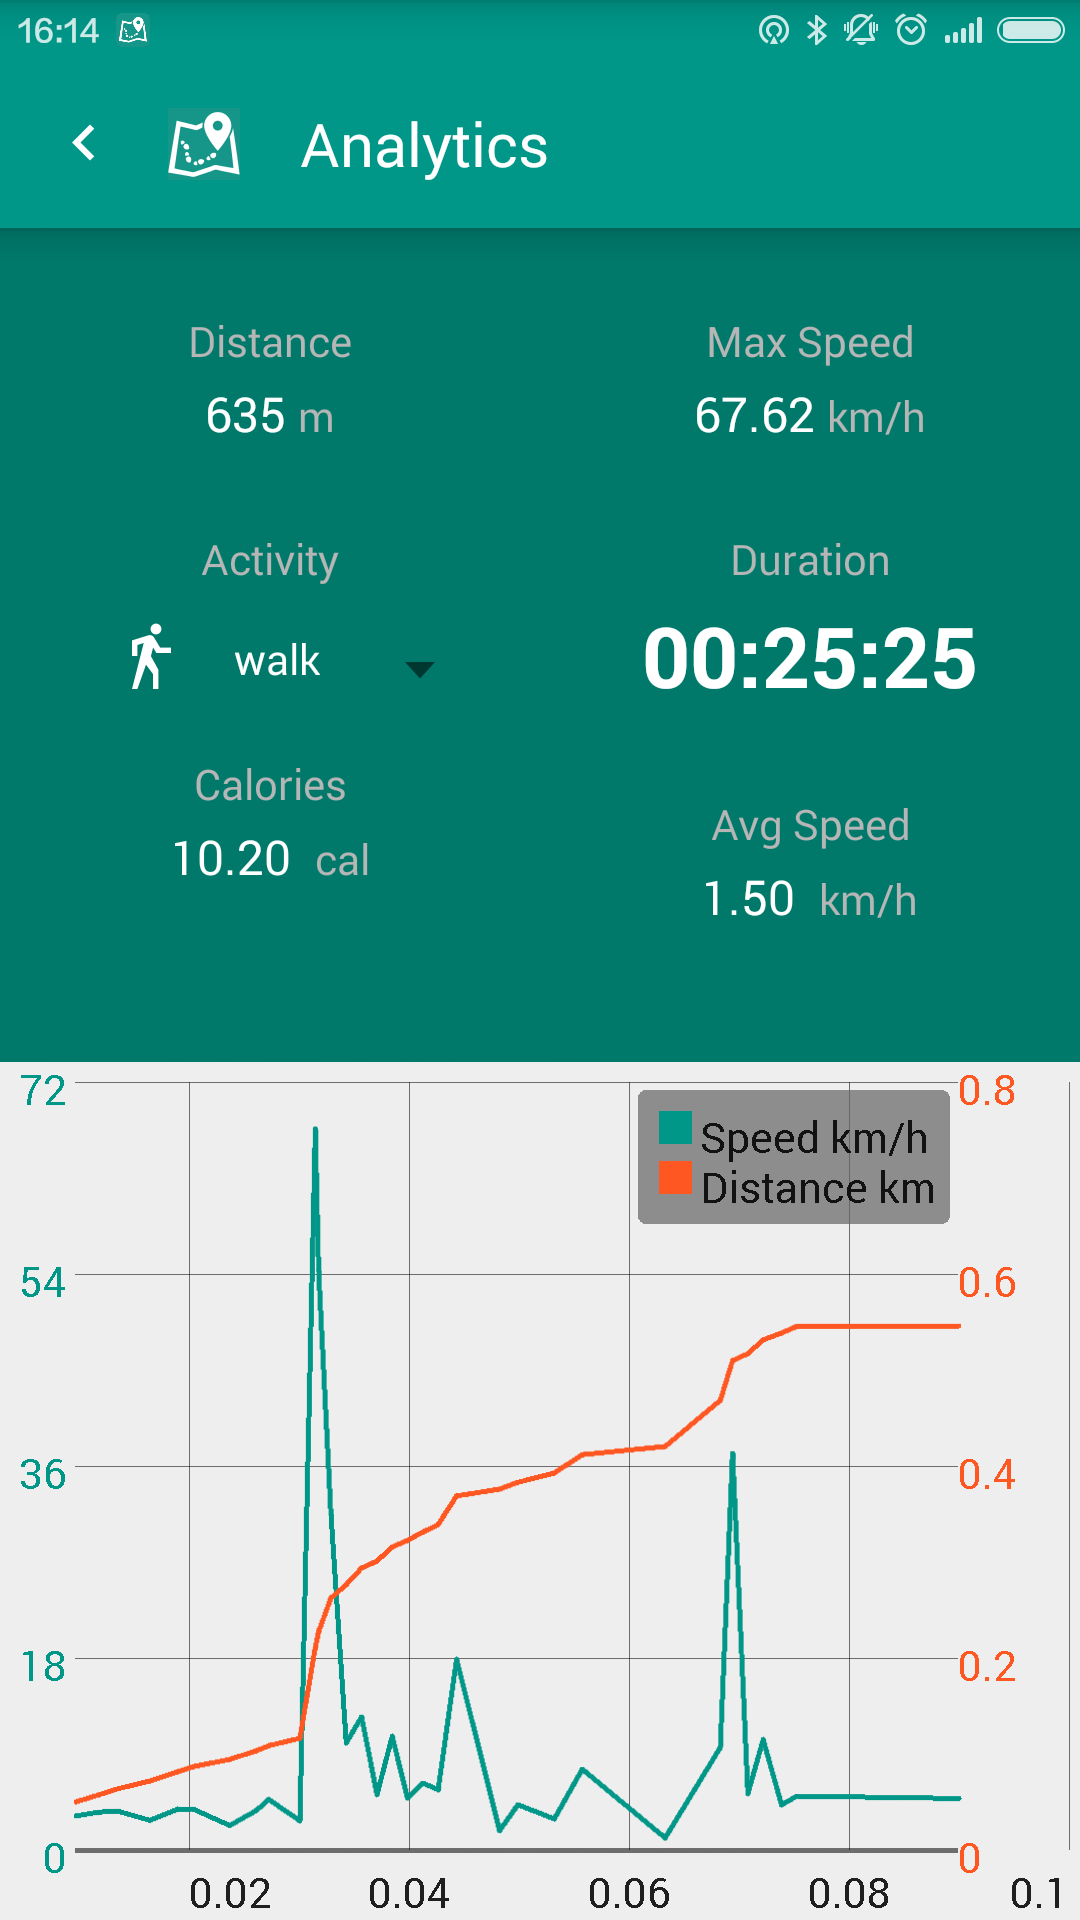 16:14
Analytics
Distance
635 m
Max Speed
67.62 km/h
Activity
walk
Duration
00:25:25
Calories
10.20 cal
Avg Speed
1.50 km/h
72
54
36
18
0
Speed km/h
Distance km
0.8
0.6
0.4
0.2
0
0.02 0.04 0.06 0.08 0.1